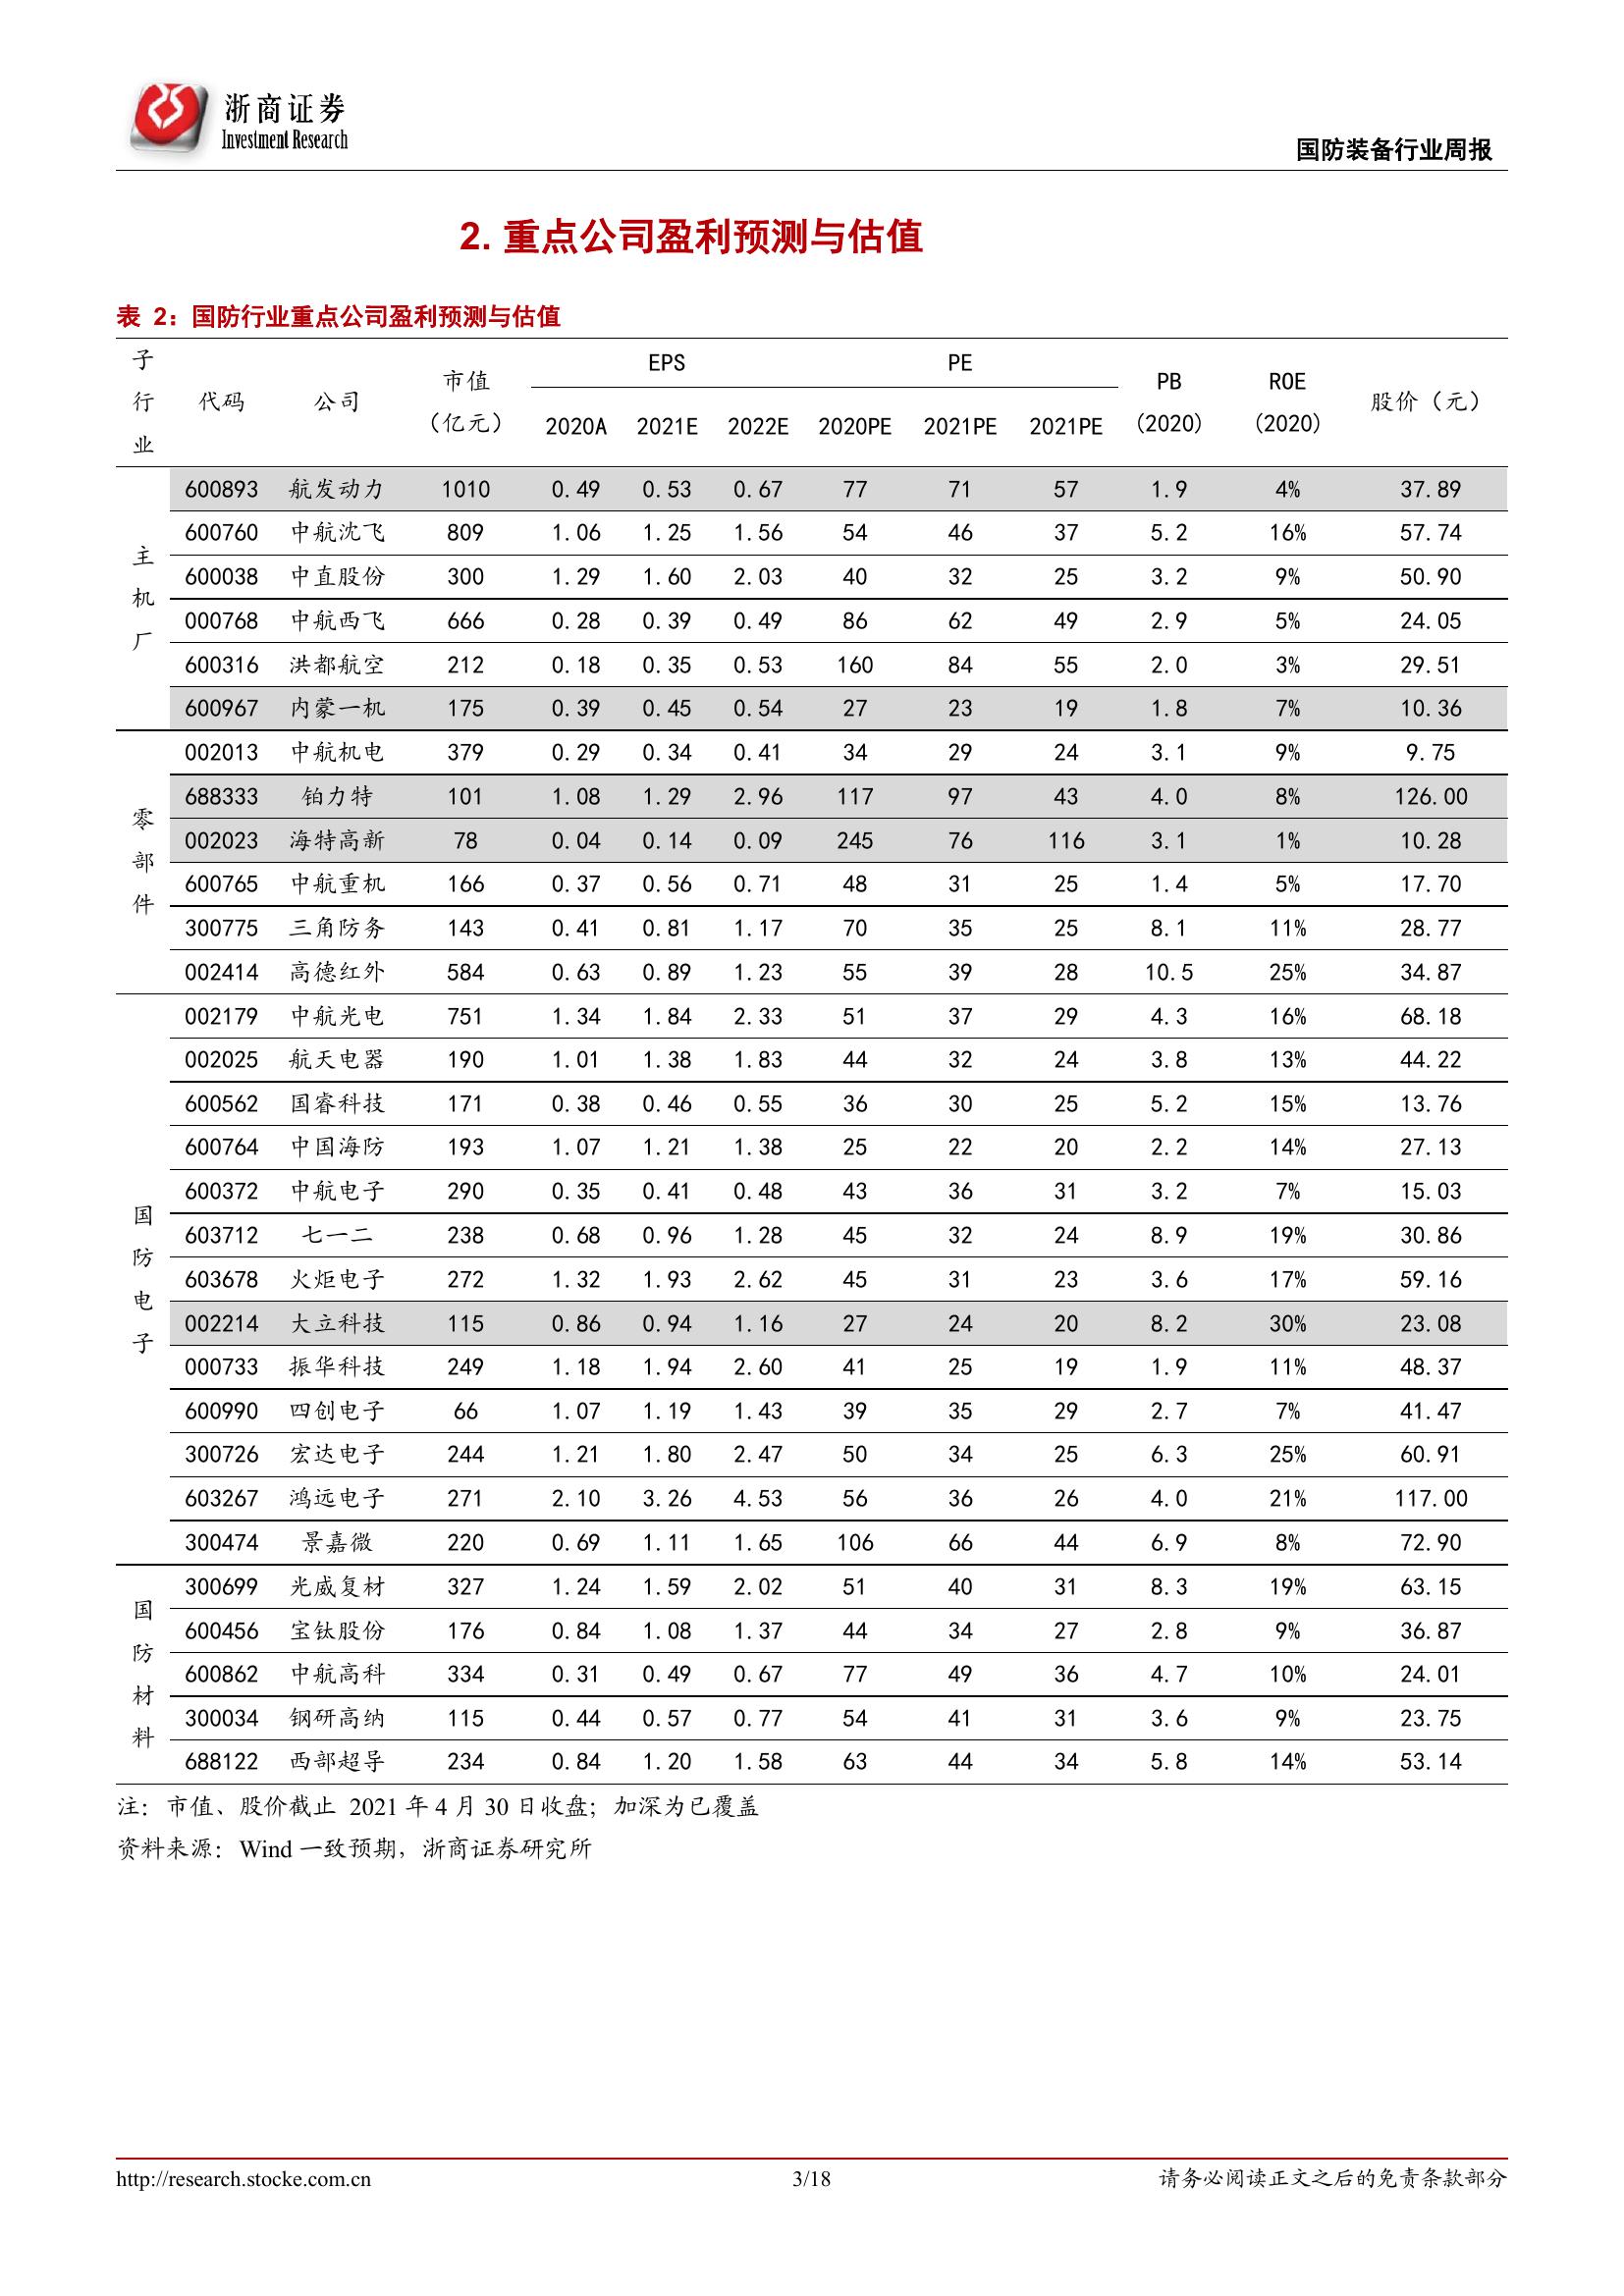 浙商证券
Investment Research
国防装备行业周报
2. 重点公司盈利预测与估值
表 2：国防行业重点公司盈利预测与估值
子行业 代码 公司 市值（亿元） EPS PE PB (2020) ROE (2020) 股价（元）
2020A 2021E 2022E 2020PE 2021PE 2021PE
主机厂
600893 航发动力 1010 0.49 0.53 0.67 77 71 57 1.9 4% 37.89
600760 中航沈飞 809 1.06 1.25 1.56 54 46 37 5.2 16% 57.74
600038 中直股份 300 1.29 1.60 2.03 40 32 25 3.2 9% 50.90
000768 中航西飞 666 0.28 0.39 0.49 86 62 49 2.9 5% 24.05
600316 洪都航空 212 0.18 0.35 0.53 160 84 55 2.0 3% 29.51
600967 内蒙一机 175 0.39 0.45 0.54 27 23 19 1.8 7% 10.36
零部件
002013 中航机电 379 0.29 0.34 0.41 34 29 24 3.1 9% 9.75
688333 铂力特 101 1.08 1.29 2.96 117 97 43 4.0 8% 126.00
002023 海特高新 78 0.04 0.14 0.09 245 76 116 3.1 1% 10.28
600765 中航重机 166 0.37 0.56 0.71 48 31 25 1.4 5% 17.70
300775 三角防务 143 0.41 0.81 1.17 70 35 25 8.1 11% 28.77
002414 高德红外 584 0.63 0.89 1.23 55 39 28 10.5 25% 34.87
国防电子
002179 中航光电 751 1.34 1.84 2.33 51 37 29 4.3 16% 68.18
002025 航天电器 190 1.01 1.38 1.83 44 32 24 3.8 13% 44.22
600562 国睿科技 171 0.38 0.46 0.55 36 30 25 5.2 15% 13.76
600764 中国海防 193 1.07 1.21 1.38 25 22 20 2.2 14% 27.13
600372 中航电子 290 0.35 0.41 0.48 43 36 31 3.2 7% 15.03
603712 七一二 238 0.68 0.96 1.28 45 32 24 8.9 19% 30.86
603678 火炬电子 272 1.32 1.93 2.62 45 31 23 3.6 17% 59.16
002214 大立科技 115 0.86 0.94 1.16 27 24 20 8.2 30% 23.08
000733 振华科技 249 1.18 1.94 2.60 41 25 19 1.9 11% 48.37
600990 四创电子 66 1.07 1.19 1.43 39 35 29 2.7 7% 41.47
300726 宏达电子 244 1.21 1.80 2.47 50 34 25 6.3 25% 60.91
603267 鸿远电子 271 2.10 3.26 4.53 56 36 26 4.0 21% 117.00
300474 景嘉微 220 0.69 1.11 1.65 106 66 44 6.9 8% 72.90
国防材料
300699 光威复材 327 1.24 1.59 2.02 51 40 31 8.3 19% 63.15
600456 宝钛股份 176 0.84 1.08 1.37 44 34 27 2.8 9% 36.87
600862 中航高科 334 0.31 0.49 0.67 77 49 36 4.7 10% 24.01
300034 钢研高纳 115 0.44 0.57 0.77 54 41 31 3.6 9% 23.75
688122 西部超导 234 0.84 1.20 1.58 63 44 34 5.8 14% 53.14
注：市值、股价截止 2021 年 4 月 30 日收盘；加深为已覆盖
资料来源：Wind 一致预期，浙商证券研究所
http://research.stocke.com.cn 3/18 请务必阅读正文之后的免责条款部分